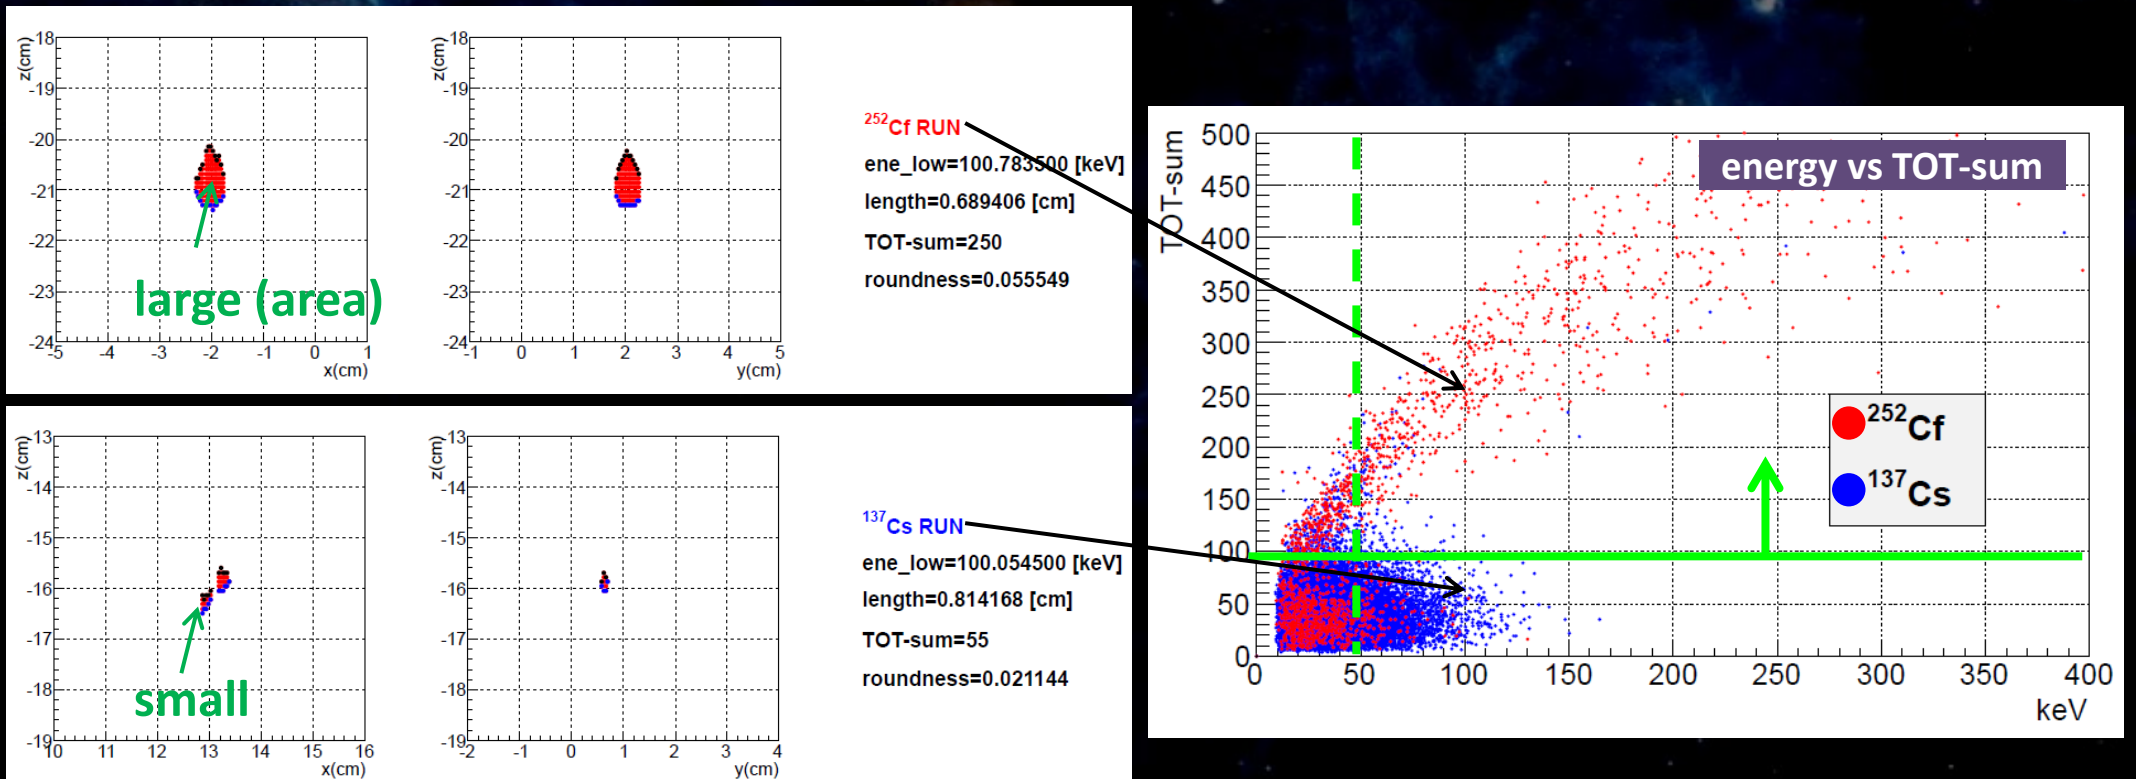 z(cm)
-18
-19
-20
-21
-22
-23
-24
-5 -4 -3 -2 -1 0 1
x(cm)
large (area)
z(cm)
-18
-19
-20
-21
-22
-23
-24
-1 0 1 2 3 4 5
y(cm)
252Cf RUN
ene_low=100.783500 [keV]
length=0.689406 [cm]
TOT-sum=250
roundness=0.055549
z(cm)
-13
-14
-15
-16
-17
-18
-19
10 11 12 13 14 15 16
x(cm)
small
z(cm)
-13
-14
-15
-16
-17
-18
-19
-2 -1 0 1 2 3 4
y(cm)
137Cs RUN
ene_low=100.054500 [keV]
length=0.814168 [cm]
TOT-sum=55
roundness=0.021144
energy vs TOT-sum
TOT-sum
500
450
400
350
300
250
200
150
100
50
0
0 50 100 150 200 250 300 350 400
keV
252Cf
137Cs